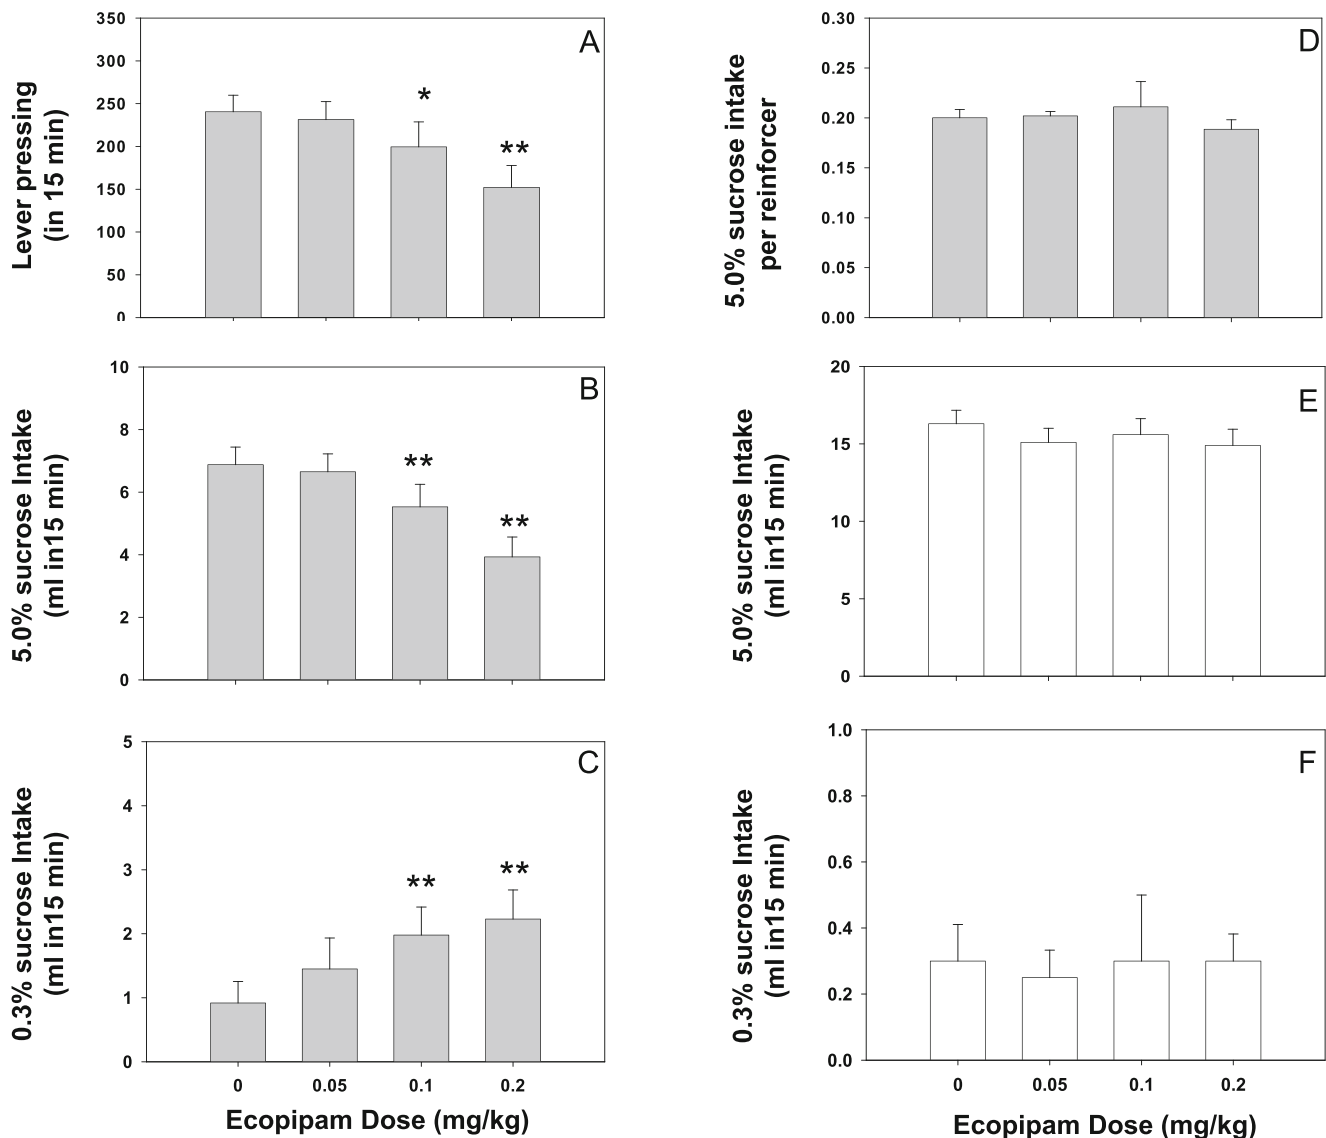 A
Lever pressing
(in 15 min)
350
300
250
200
150
100
50
0
*
**
B
5.0% sucrose Intake
(ml in15 min)
10
8
6
4
2
0
**
**
C
0.3% sucrose Intake
(ml in15 min)
5
4
3
2
1
0
**
**
0 0.05 0.1 0.2
Ecopipam Dose (mg/kg)
D
5.0% sucrose intake
per reinforcer
0.30
0.25
0.20
0.15
0.10
0.05
0.00
E
5.0% sucrose Intake
(ml in15 min)
20
15
10
5
0
F
0.3% sucrose Intake
(ml in15 min)
1.0
0.8
0.6
0.4
0.2
0.0
0 0.05 0.1 0.2
Ecopipam Dose (mg/kg)